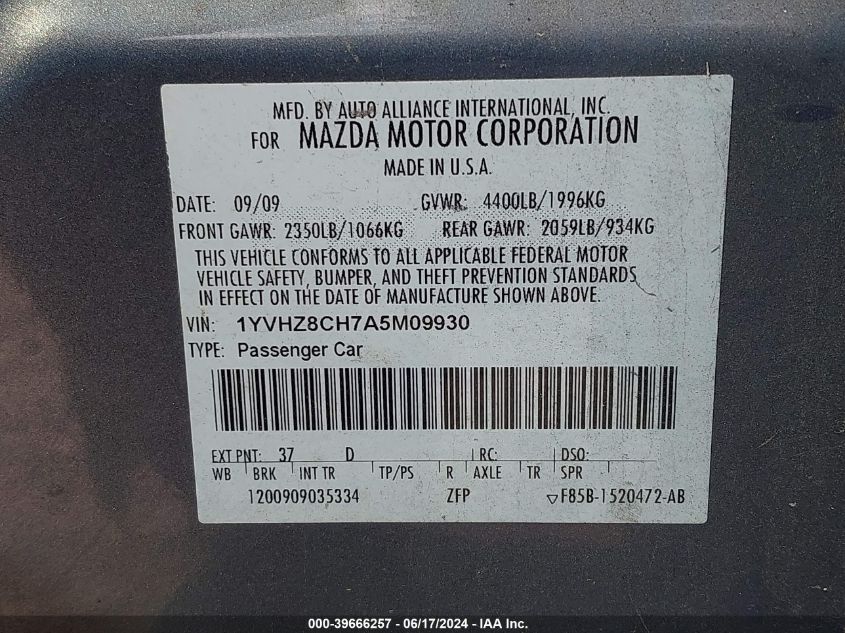 MFD. BY AUTO ALLIANCE INTERNATIONAL, INC.
FOR MAZDA MOTOR CORPORATION
MADE IN U.S.A.
DATE: 09/09 GVWR: 4400LB/1996KG
FRONT GAWR: 2350LB/1066KG REAR GAWR: 2059LB/934KG
THIS VEHICLE CONFORMS TO ALL APPLICABLE FEDERAL MOTOR
VEHICLE SAFETY, BUMPER, AND THEFT PREVENTION STANDARDS
IN EFFECT ON THE DATE OF MANUFACTURE SHOWN ABOVE.
VIN: 1YVHZ8CH7A5M09930
TYPE: Passenger Car
EXT PNT: 37 D RC: DSO:
WB BRK INT TR TP/PS R AXLE TR SPR
1200909035334 ZFP ▽F85B-1520472-AB
000-39666257 - 06/17/2024 - IAA Inc.